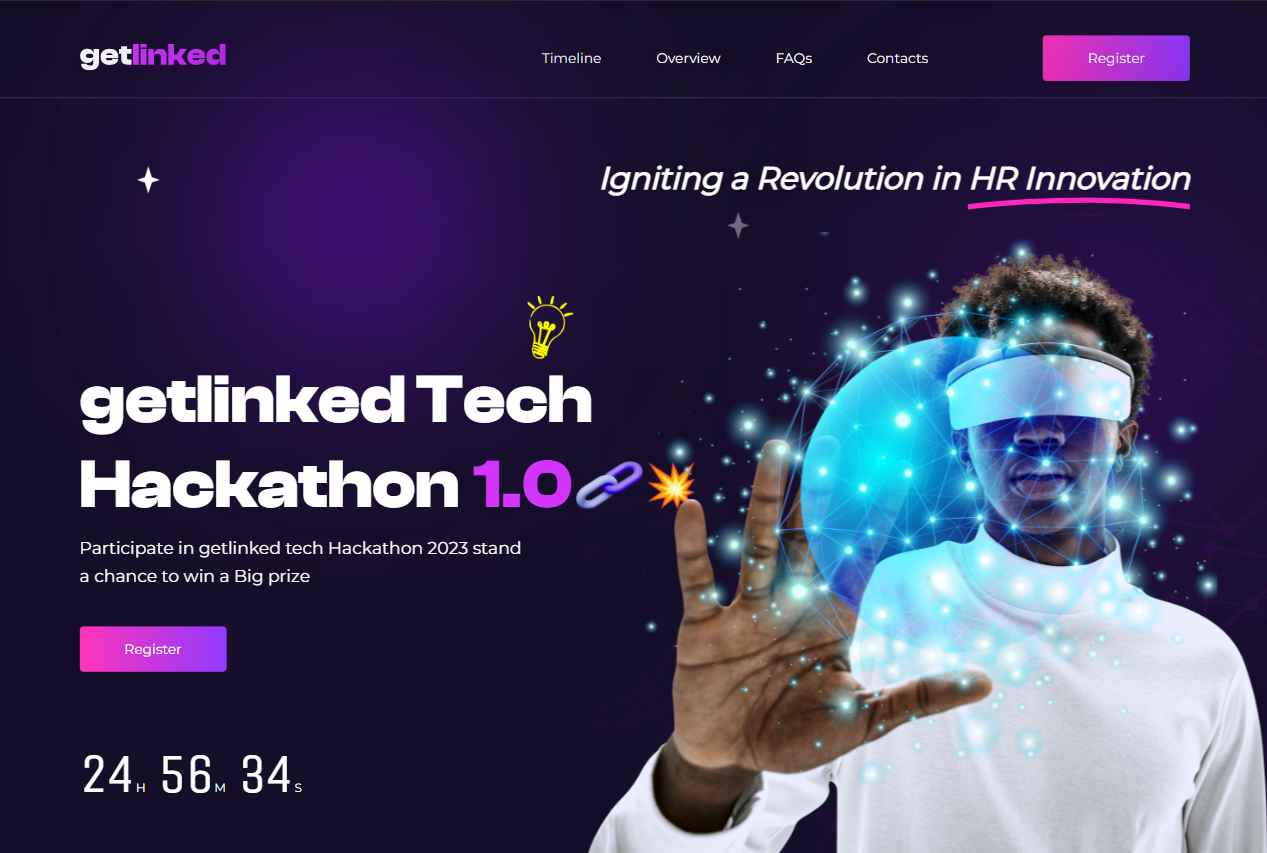 getlinked
Timeline Overview FAQs Contacts Register
Igniting a Revolution in HR Innovation
getlinked Tech
Hackathon 1.0
Participate in getlinked tech Hackathon 2023 stand
a chance to win a Big prize
Register
24H 56M 34S